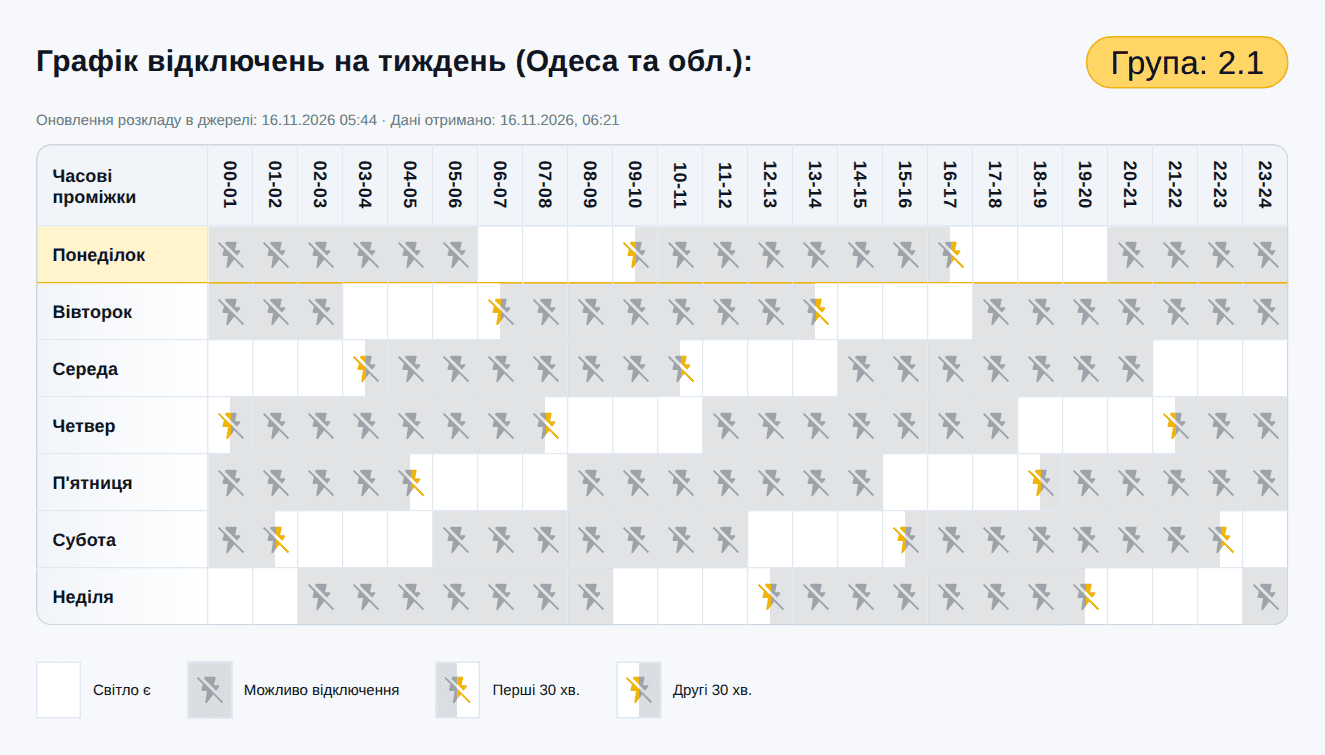 Графік відключень на тиждень (Одеса та обл.):
Група: 2.1
Оновлення розкладу в джерелі: 16.11.2026 05:44 · Дані отримано: 16.11.2026, 06:21
Часові
проміжки
00-01 01-02 02-03 03-04 04-05 05-06 06-07 07-08 08-09 09-10 10-11 11-12 12-13 13-14 14-15 15-16 16-17 17-18 18-19 19-20 20-21 21-22 22-23 23-24
Понеділок
Вівторок
Середа
Четвер
П'ятниця
Субота
Неділя
Світло є
Можливо відключення
Перші 30 хв.
Другі 30 хв.